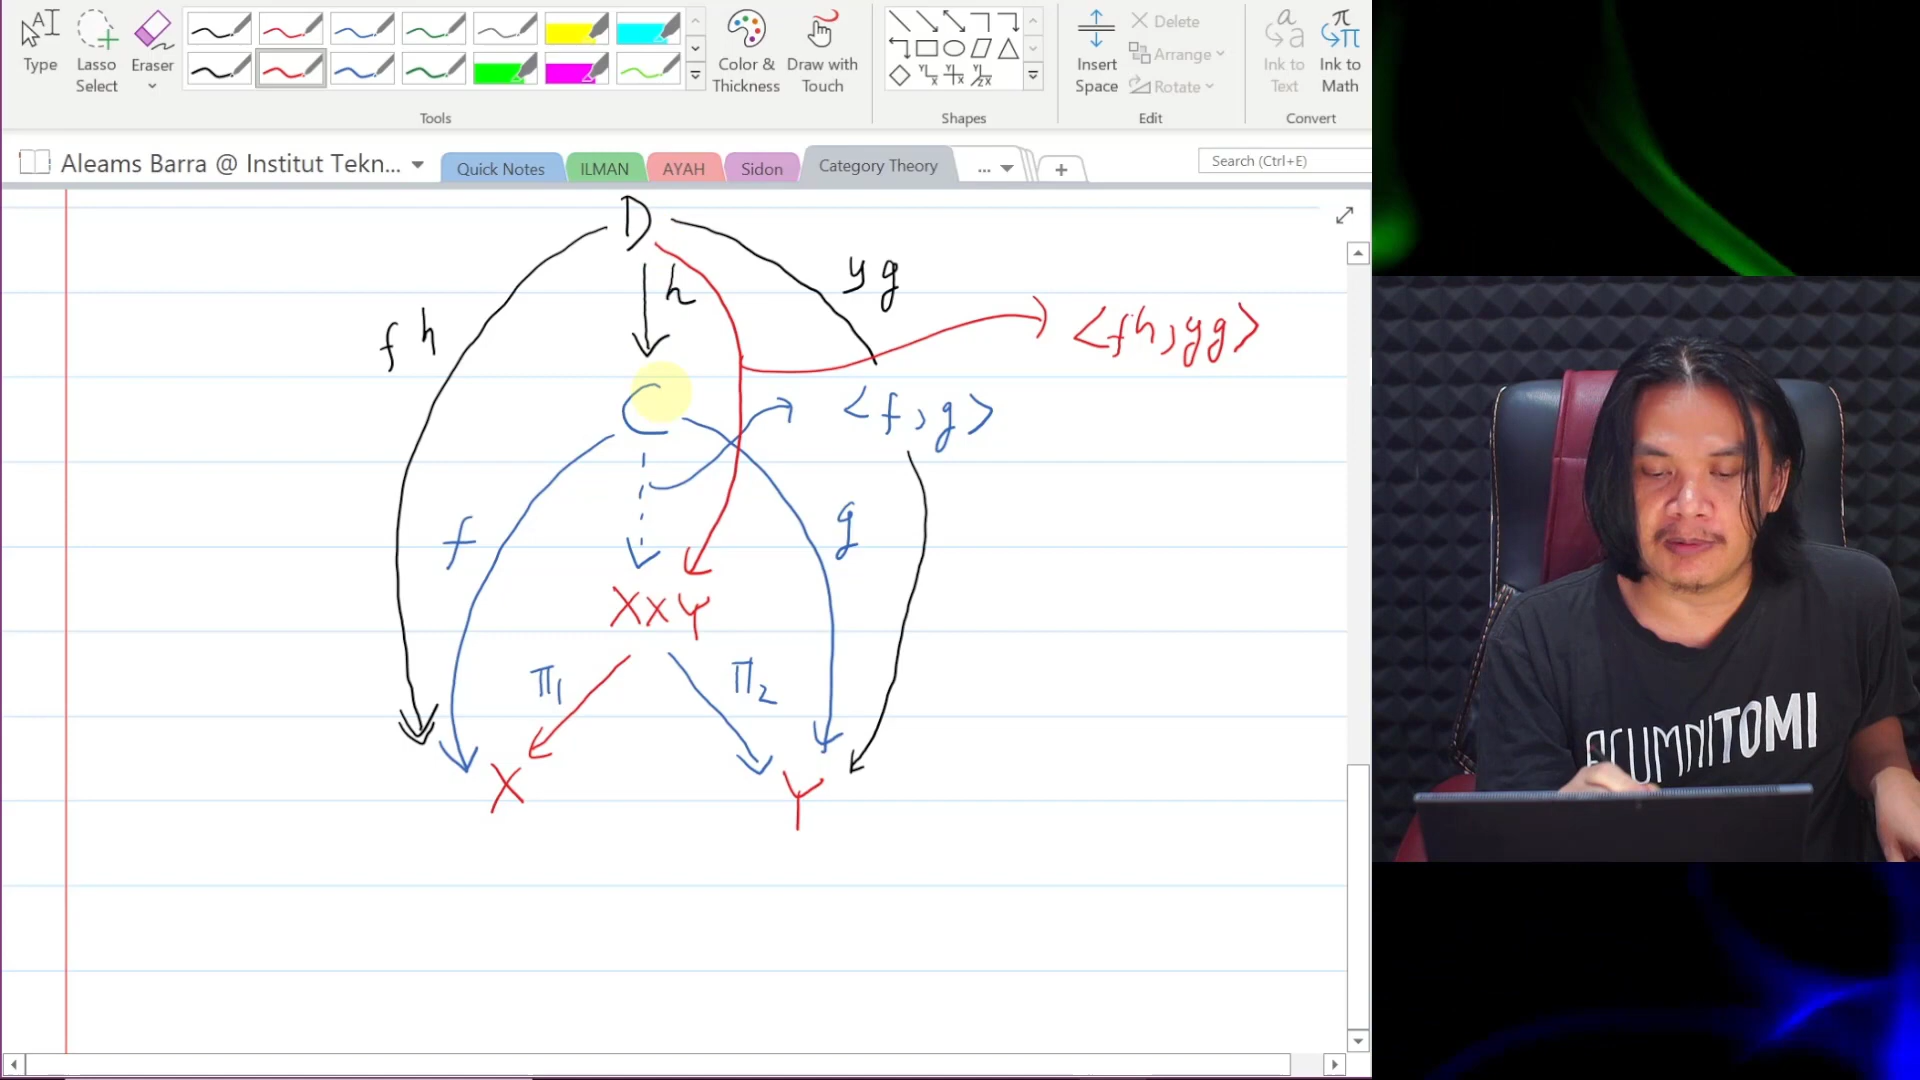 Type
Lasso Select
Eraser
Color & Thickness
Draw with Touch
Insert Space
Delete
Arrange
Rotate
Ink to Text
Ink to Math
Tools
Shapes
Edit
Convert
Aleams Barra @ Institut Tekn...
Quick Notes
ILMAN
AYAH
Sidon
Category Theory
...
Search (Ctrl+E)
D
h
y g
f h
<fh, yg>
C
<f, g>
f
g
X x Y
π1
π2
X
Y
ACUMNITOMI